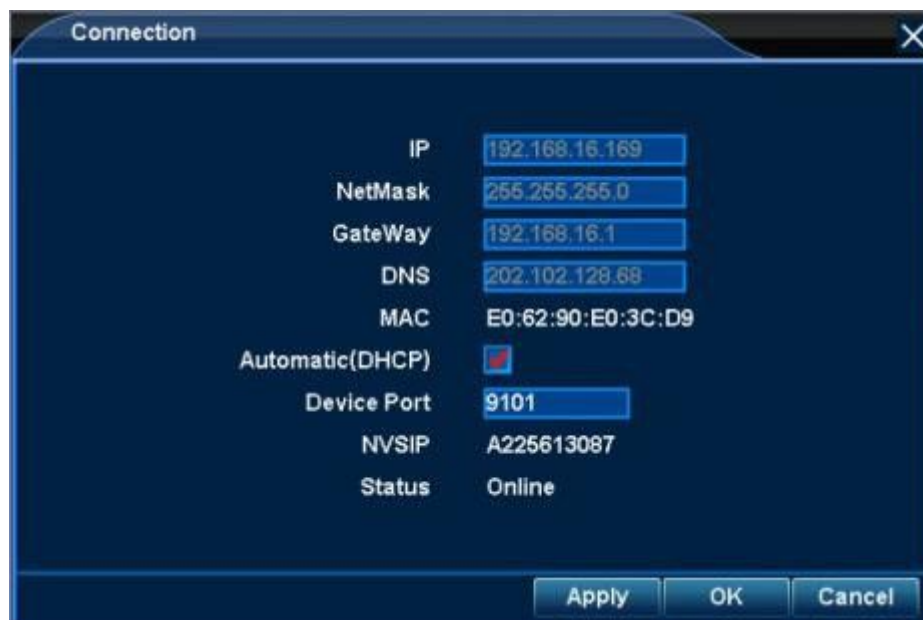 Connection
IP 192.168.16.169
NetMask 255.255.255.0
GateWay 192.168.16.1
DNS 202.102.128.68
MAC E0:62:90:E0:3C:D9
Automatic(DHCP)
Device Port 9101
NVSIP A225613087
Status Online
Apply OK Cancel